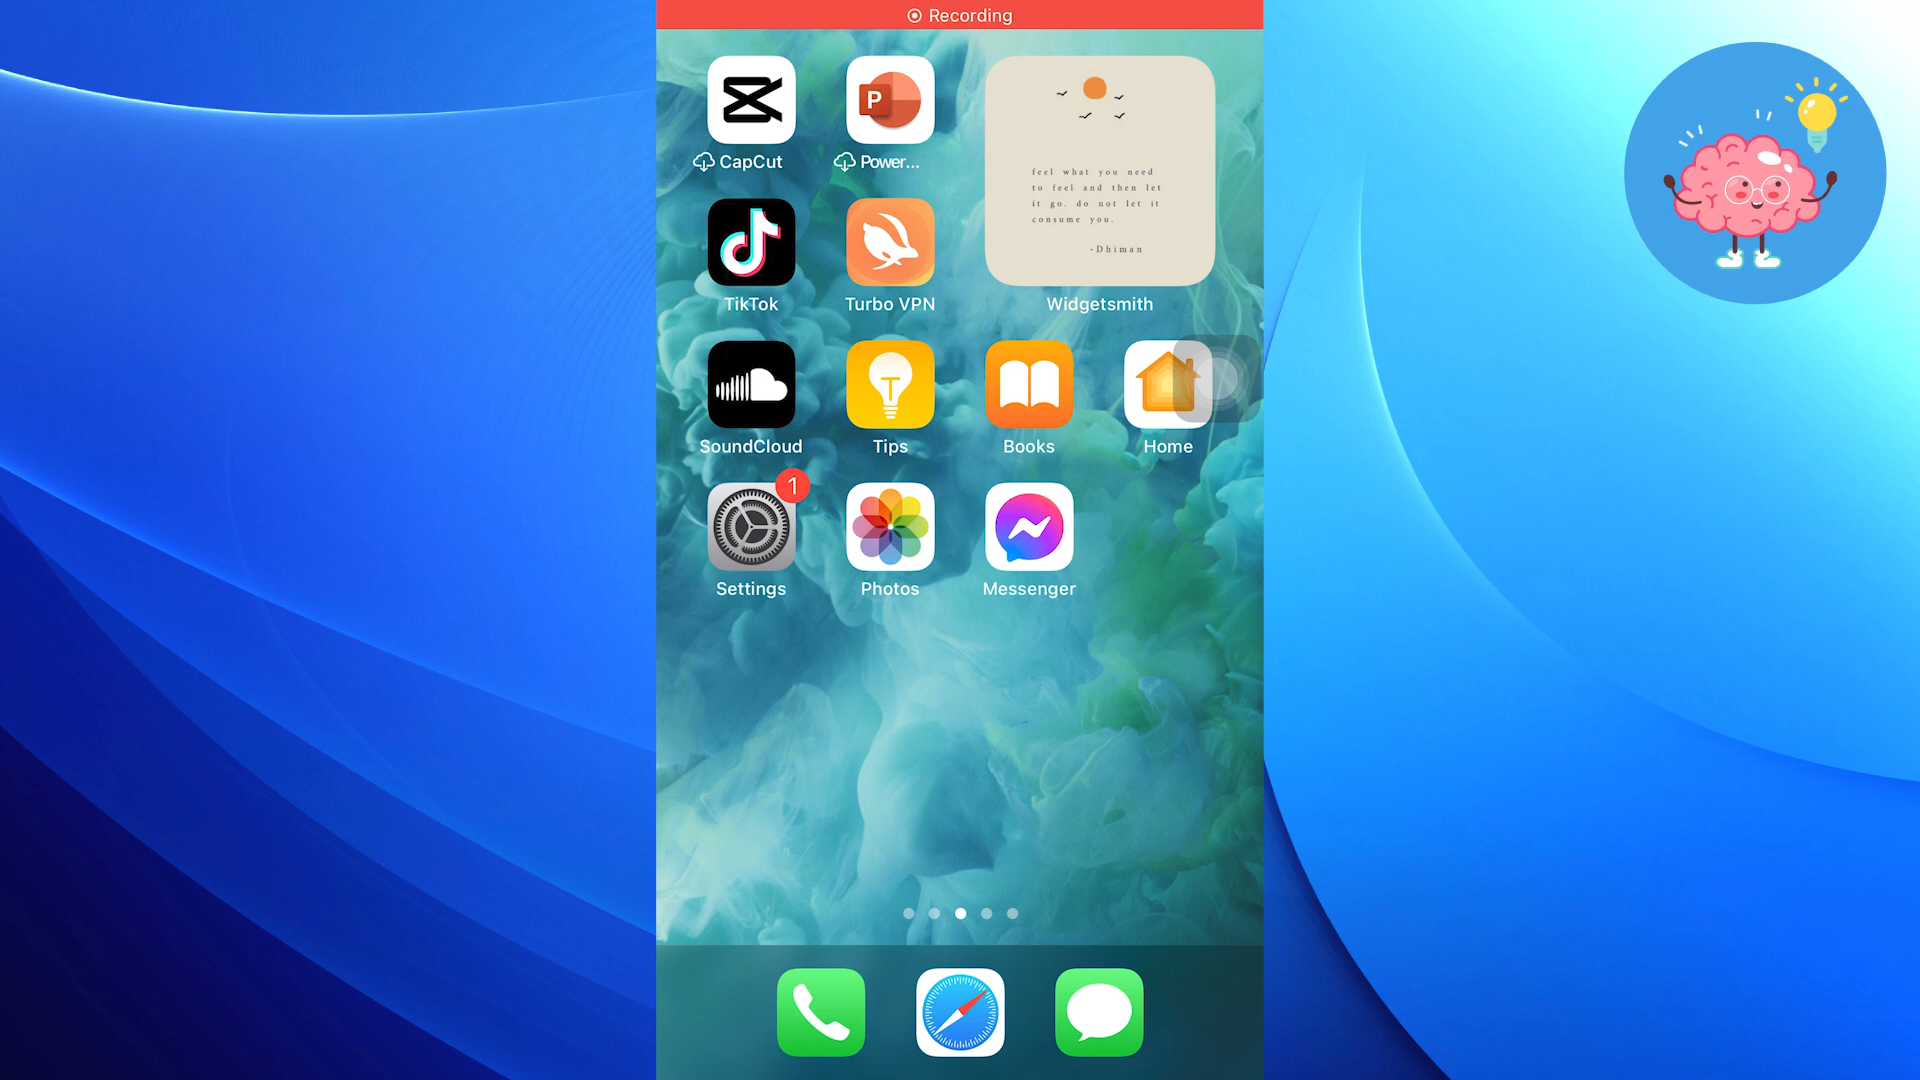 Recording
CapCut
Power...
feel what you need
to feel and then let
it go. do not let it
consume you.
-Dhiman
TikTok
Turbo VPN
Widgetsmith
SoundCloud
Tips
Books
Home
1
Settings
Photos
Messenger